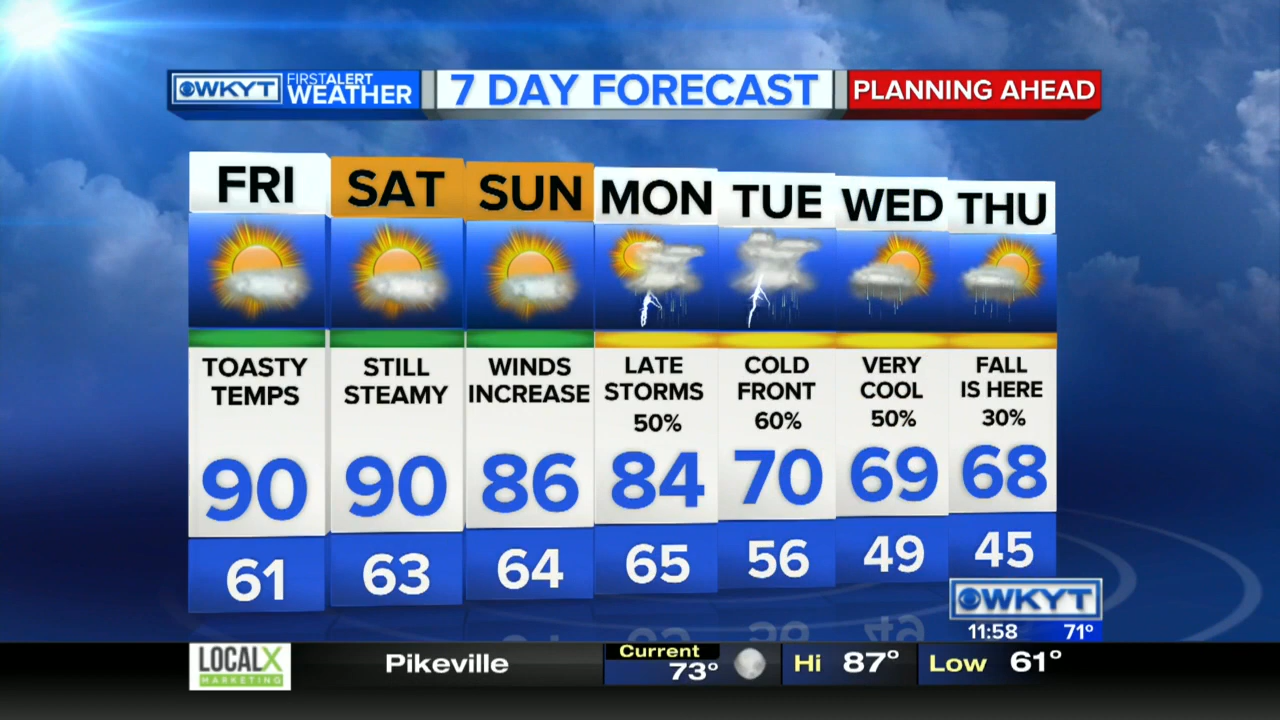 WKYT FIRST ALERT WEATHER 7 DAY FORECAST PLANNING AHEAD
FRI SAT SUN MON TUE WED THU
TOASTY TEMPS
90
61
STILL STEAMY
90
63
WINDS INCREASE
86
64
LATE STORMS
50%
84
65
COLD FRONT
60%
70
56
VERY COOL
50%
69
49
FALL IS HERE
30%
68
45
WKYT
11:58 71°
LOCALX
MARKETING
Pikeville
Current
73°
Hi 87°
Low 61°